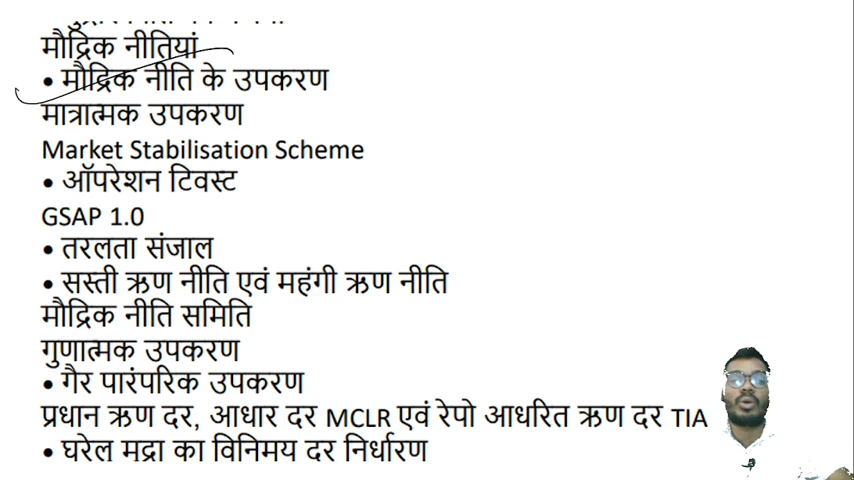 मौद्रिक नीतियां
• मौद्रिक नीति के उपकरण
मात्रात्मक उपकरण
Market Stabilisation Scheme
• ऑपरेशन टिवस्ट
GSAP 1.0
• तरलता संजाल
• सस्ती ऋण नीति एवं महंगी ऋण नीति
मौद्रिक नीति समिति
गुणात्मक उपकरण
• गैर पारंपरिक उपकरण
प्रधान ऋण दर, आधार दर MCLR एवं रेपो आधरित ऋण दर TIA
• घरेल मद्रा का विनिमय दर निर्धारण